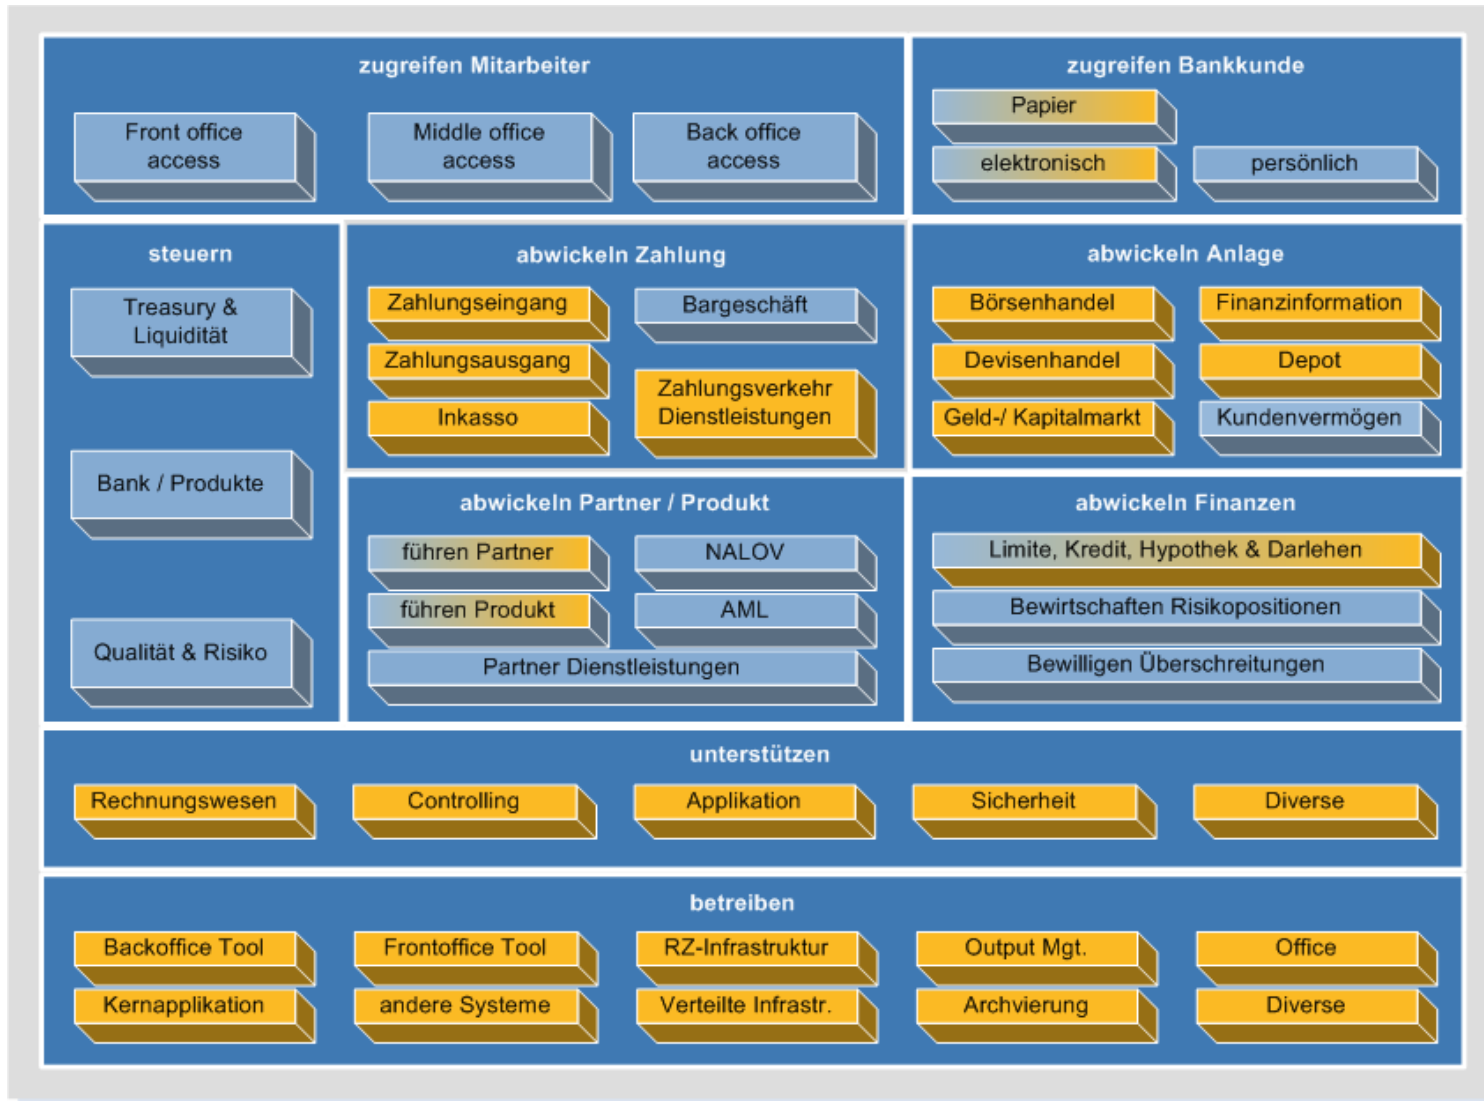 zugreifen Mitarbeiter
Front office
access
Middle office
access
Back office
access
zugreifen Bankkunde
Papier
elektronisch
persönlich
steuern
Treasury &
Liquidität
Bank / Produkte
Qualität & Risiko
abwickeln Zahlung
Zahlungseingang
Bargeschäft
Zahlungsausgang
Zahlungsverkehr
Dienstleistungen
Inkasso
abwickeln Anlage
Börsenhandel
Finanzinformation
Devisenhandel
Depot
Geld-/ Kapitalmarkt
Kundenvermögen
abwickeln Partner / Produkt
führen Partner
NALOV
führen Produkt
AML
Partner Dienstleistungen
abwickeln Finanzen
Limite, Kredit, Hypothek & Darlehen
Bewirtschaften Risikopositionen
Bewilligen Überschreitungen
unterstützen
Rechnungswesen
Controlling
Applikation
Sicherheit
Diverse
betreiben
Backoffice Tool
Frontoffice Tool
RZ-Infrastruktur
Output Mgt.
Office
Kernapplikation
andere Systeme
Verteilte Infrastr.
Archvierung
Diverse